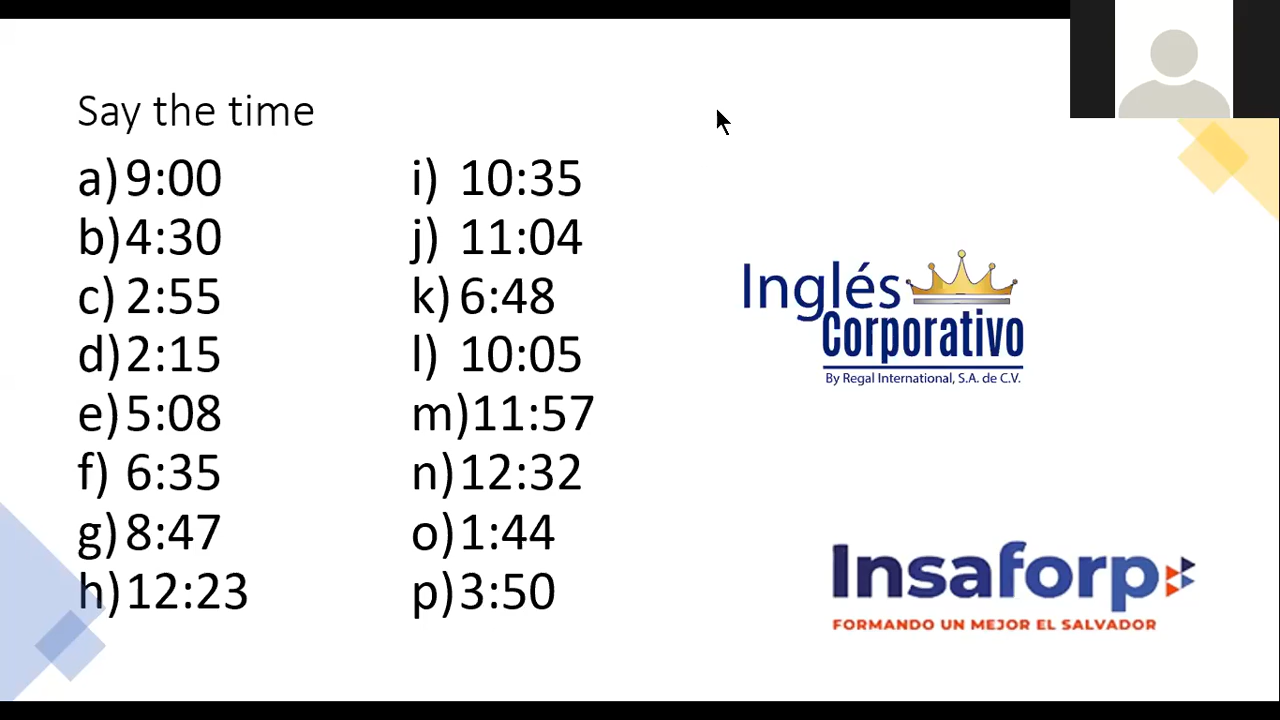 Say the time
a) 9:00
b) 4:30
c) 2:55
d) 2:15
e) 5:08
f) 6:35
g) 8:47
h) 12:23
i) 10:35
j) 11:04
k) 6:48
l) 10:05
m) 11:57
n) 12:32
o) 1:44
p) 3:50
Inglés
Corporativo
By Regal International, S.A. de C.V.
Insaforp
FORMANDO UN MEJOR EL SALVADOR